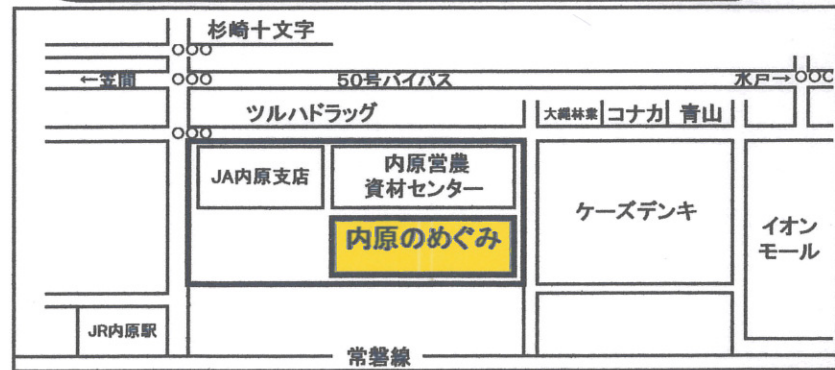 杉崎十文字
←笠間
50号バイパス
水戸→
ツルハドラッグ
大縄林業
コナカ
青山
JA内原支店
内原営農
資材センター
内原のめぐみ
ケーズデンキ
イオン
モール
JR内原駅
常磐線